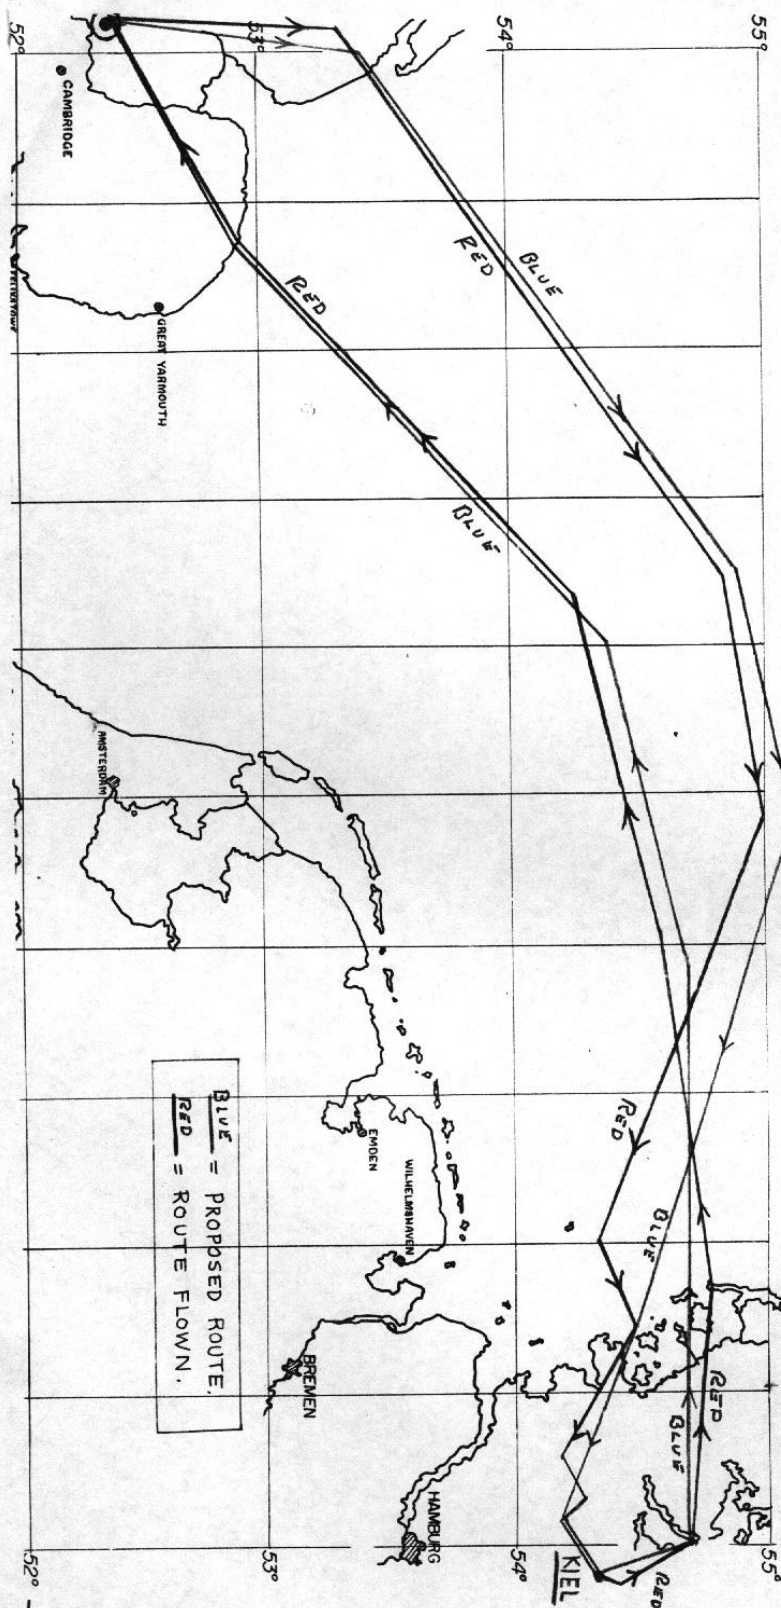 52°
53°
54°
55°
CAMBRIDGE
GREAT YARMOUTH
RED
BLUE
RED
BLUE
AMSTERDAM
EMDEN
WILHELMSHAVEN
BREMEN
HAMBURG
KIEL
RED
BLUE
RED
BLUE
RED
BLUE = PROPOSED ROUTE.
RED = ROUTE FLOWN.
52°
53°
54°
55°